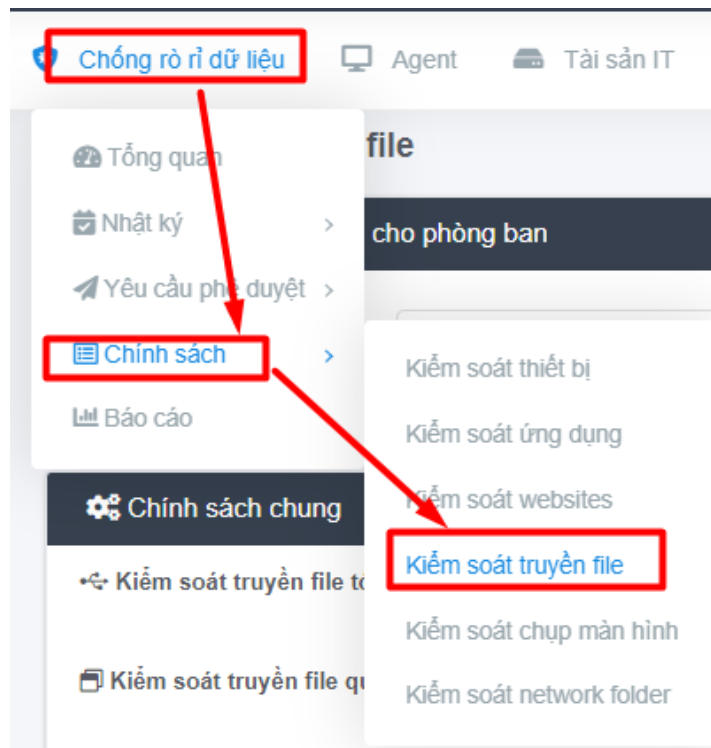 Chống rò rỉ dữ liệu Agent Tài sản IT
file
Tổng quan
cho phòng ban
Nhật ký
Yêu cầu phê duyệt
Chính sách
Báo cáo
Kiểm soát thiết bị
Kiểm soát ứng dụng
Kiểm soát websites
Kiểm soát truyền file
Kiểm soát chụp màn hình
Kiểm soát network folder
Chính sách chung
Kiểm soát truyền file
Kiểm soát truyền file